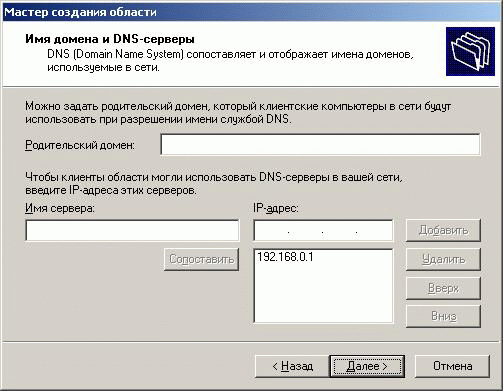 Мастер создания области
Имя домена и DNS-серверы
DNS (Domain Name System) сопоставляет и отображает имена доменов,
используемые в сети.
Можно задать родительский домен, который клиентские компьютеры в сети будут
использовать при разрешении имени службой DNS.
Родительский домен:
Чтобы клиенты области могли использовать DNS-серверы в вашей сети,
введите IP-адреса этих серверов.
Имя сервера:
IP-адрес:
. . .
Добавить
Сопоставить
192.168.0.1
Удалить
Вверх
Вниз
< Назад
Далее >
Отмена